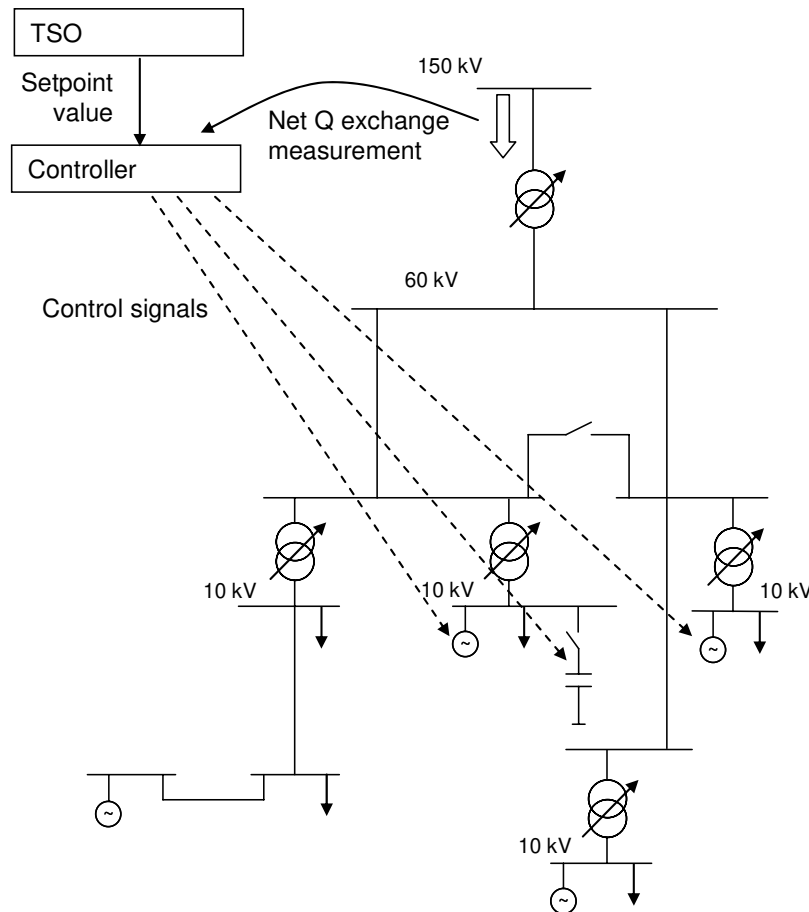 TSO
150 kV
Setpoint
value
Net Q exchange
measurement
Controller
60 kV
Control signals
10 kV
10 kV
10 kV
~
~
~
10 kV
~